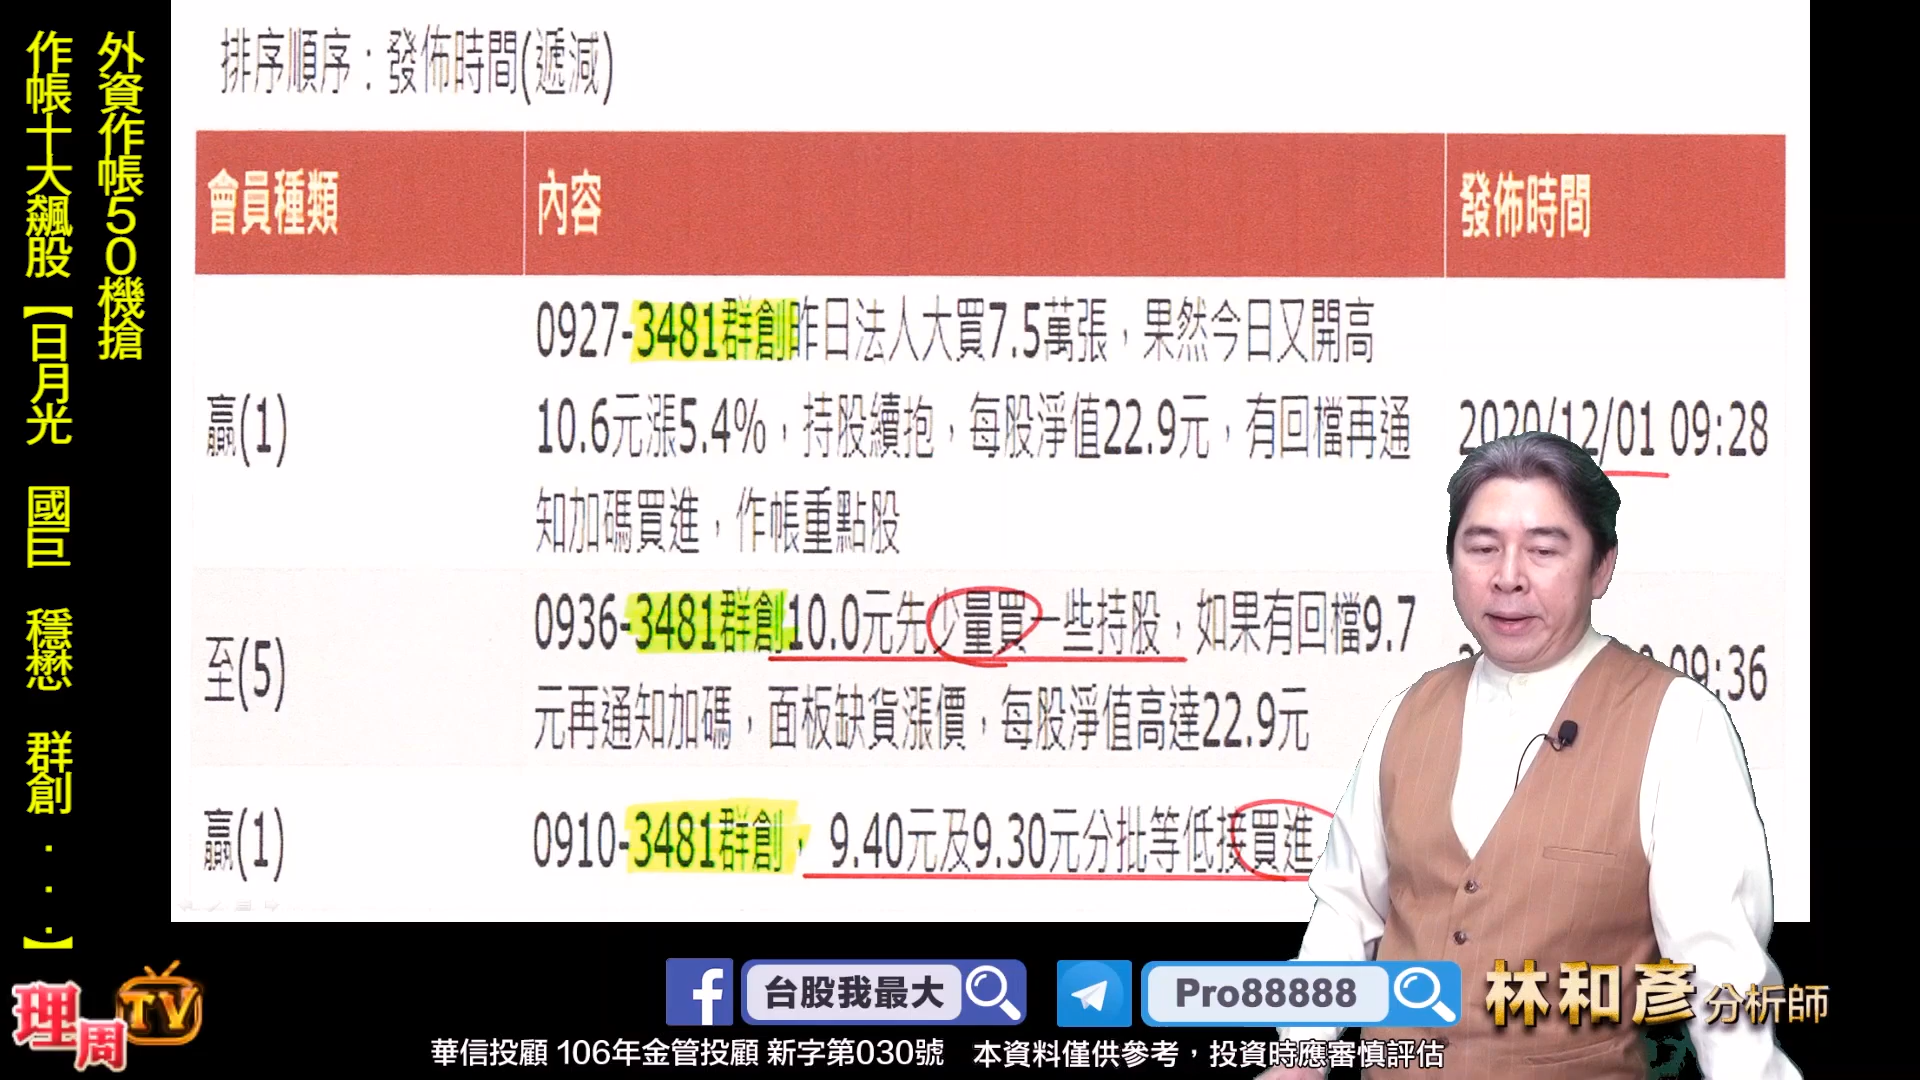 外資作帳50機搶
作帳十大飆股【日月光 國巨 穩懋 群創...】
排序順序：發佈時間(遞減)
會員種類 內容 發佈時間
0927-3481群創昨日法人大買7.5萬張，果然今日又開高
贏(1) 10.6元漲5.4%，持股續抱，每股淨值22.9元，有回檔再通 2020/12/01 09:28
知加碼買進，作帳重點股
0936-3481群創10.0元先少量買一些持股，如果有回檔9.7
至(5) 09:36
元再通知加碼，面板缺貨漲價，每股淨值高達22.9元
贏(1) 0910-3481群創，9.40元及9.30元分批等低接買進
理周TV
台股我最大
Pro88888
林和彥 分析師
華信投顧 106年金管投顧 新字第030號 本資料僅供參考，投資時應審慎評估